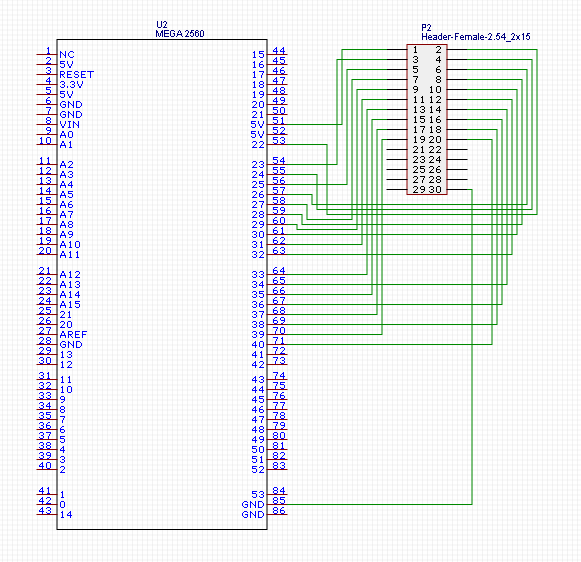 U2
MEGA 2560
1 NC 15 44
2 5V 16 45
3 RESET 17 46
4 3.3V 18 47
5 5V 19 48
6 GND 20 49
7 GND 21 50
8 VIN 5V 51
9 A0 5V 52
10 A1 22 53
11 A2 23 54
12 A3 24 55
13 A4 25 56
14 A5 26 57
15 A6 27 58
16 A7 28 59
17 A8 29 60
18 A9 30 61
19 A10 31 62
20 A11 32 63
21 A12 33 64
22 A13 34 65
23 A14 35 66
24 A15 36 67
25 21 37 68
26 20 38 69
27 AREF 39 70
28 GND 40 71
29 13 41 72
30 12 42 73
31 11 43 74
32 10 44 75
33 9 45 76
34 8 46 77
35 7 47 78
36 6 48 79
37 5 49 80
38 4 50 81
39 3 51 82
40 2 52 83
41 1 53 84
42 0 GND 85
43 14 GND 86
P2
Header-Female-2.54_2x15
1 2
3 4
5 6
7 8
9 10
11 12
13 14
15 16
17 18
19 20
21 22
23 24
25 26
27 28
29 30